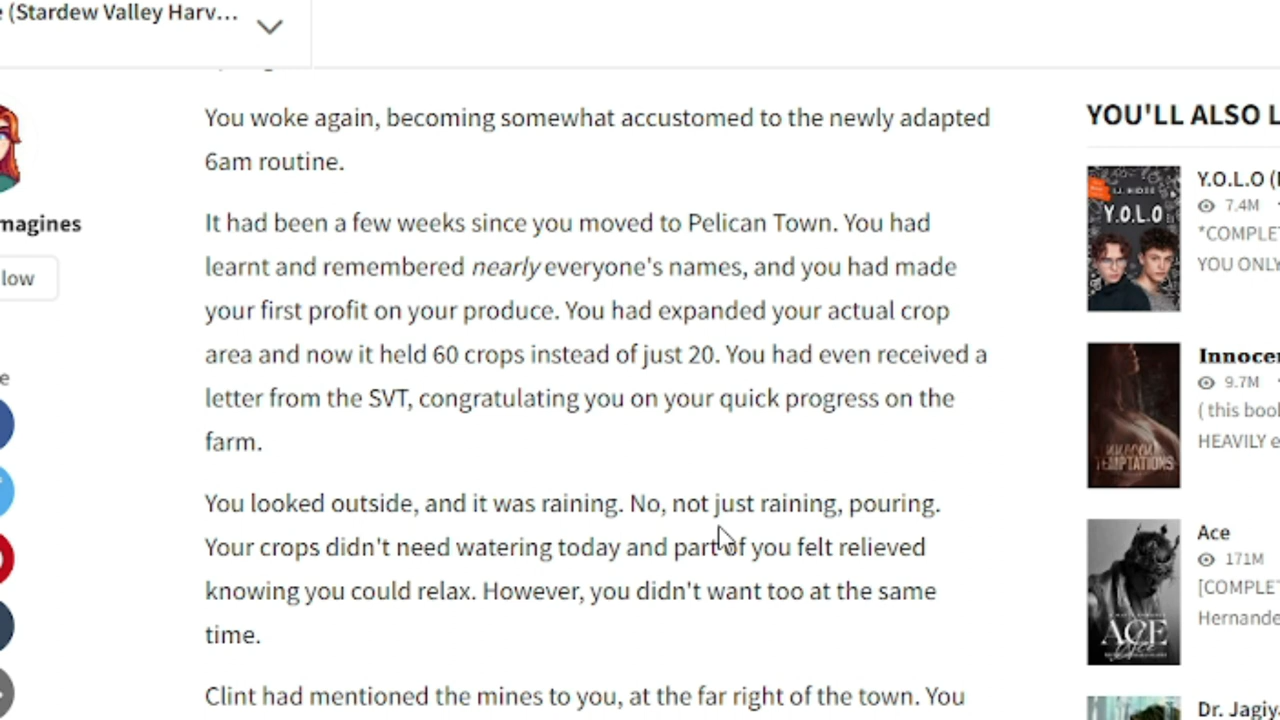 e (Stardew Valley Harv...
You woke again, becoming somewhat accustomed to the newly adapted
6am routine.
It had been a few weeks since you moved to Pelican Town. You had
learnt and remembered nearly everyone's names, and you had made
your first profit on your produce. You had expanded your actual crop
area and now it held 60 crops instead of just 20. You had even received a
letter from the SVT, congratulating you on your quick progress on the
farm.
You looked outside, and it was raining. No, not just raining, pouring.
Your crops didn't need watering today and part of you felt relieved
knowing you could relax. However, you didn't want too at the same
time.
Clint had mentioned the mines to you, at the far right of the town. You
magines
low
e
YOU'LL ALSO L
Y.O.L.O
Y.O.L.O (
7.4M
*COMPLET
YOU ONLY
TEMPTATIONS
Innocen
9.7M
( this book
HEAVILY e
ACE
Ace
171M
[COMPLET
Hernande
Dr. Jagiya